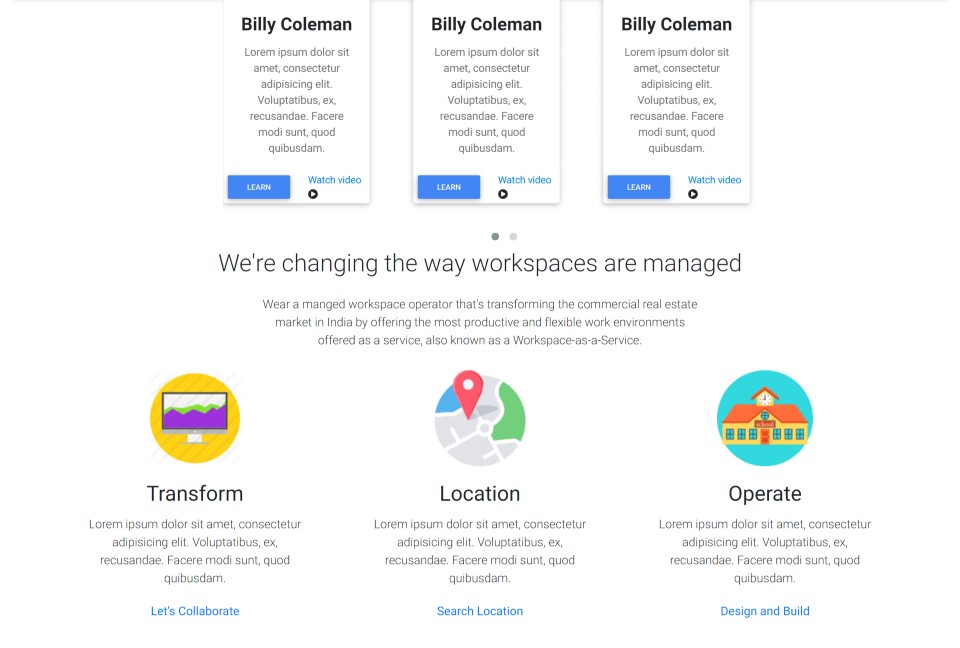 Billy Coleman
Lorem ipsum dolor sit
amet, consectetur
adipisicing elit.
Voluptatibus, ex,
recusandae. Facere
modi sunt, quod
quibusdam.
LEARN
Watch video
Billy Coleman
Lorem ipsum dolor sit
amet, consectetur
adipisicing elit.
Voluptatibus, ex,
recusandae. Facere
modi sunt, quod
quibusdam.
LEARN
Watch video
Billy Coleman
Lorem ipsum dolor sit
amet, consectetur
adipisicing elit.
Voluptatibus, ex,
recusandae. Facere
modi sunt, quod
quibusdam.
LEARN
Watch video
We're changing the way workspaces are managed
Wear a manged workspace operator that's transforming the commercial real estate
market in India by offering the most productive and flexible work environments
offered as a service, also known as a Workspace-as-a-Service.
Transform
Lorem ipsum dolor sit amet, consectetur
adipisicing elit. Voluptatibus, ex,
recusandae. Facere modi sunt, quod
quibusdam.
Let's Collaborate
Location
Lorem ipsum dolor sit amet, consectetur
adipisicing elit. Voluptatibus, ex,
recusandae. Facere modi sunt, quod
quibusdam.
Search Location
school
Operate
Lorem ipsum dolor sit amet, consectetur
adipisicing elit. Voluptatibus, ex,
recusandae. Facere modi sunt, quod
quibusdam.
Design and Build